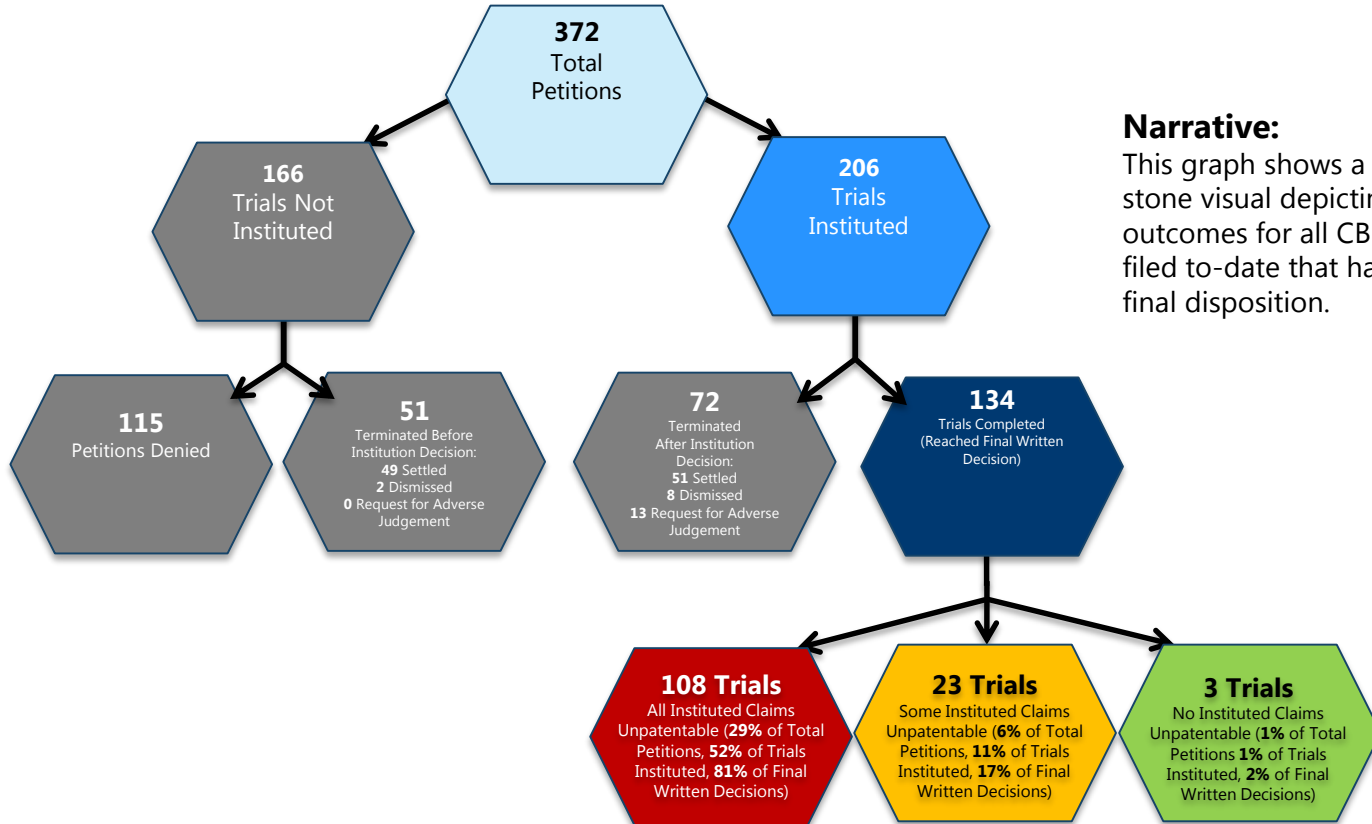 372
Total
Petitions
166
Trials Not
Instituted
206
Trials
Instituted
Narrative:
This graph shows a
stone visual
outcomes for all
filed to-date that
final disposition.
115
Petitions Denied
51
Terminated Before
Institution Decision:
49 Settled
2 Dismissed
0 Request for Adverse
Judgement
72
Terminated
After Institution
Decision:
51 Settled
8 Dismissed
13 Request for Adverse
Judgement
134
Trials Completed
(Reached Final Written
Decision)
108 Trials
All Instituted Claims
Unpatentable (29% of Total
Petitions, 52% of Trials
Instituted, 81% of Final
Written Decisions)
23 Trials
Some Instituted Claims
Unpatentable (6% of Total
Petitions, 11% of Trials
Instituted, 17% of Final
Written Decisions)
3 Trials
No Instituted Claims
Unpatentable (1% of Total
Petitions 1% of Trials
Instituted, 2% of Final
Written Decisions)